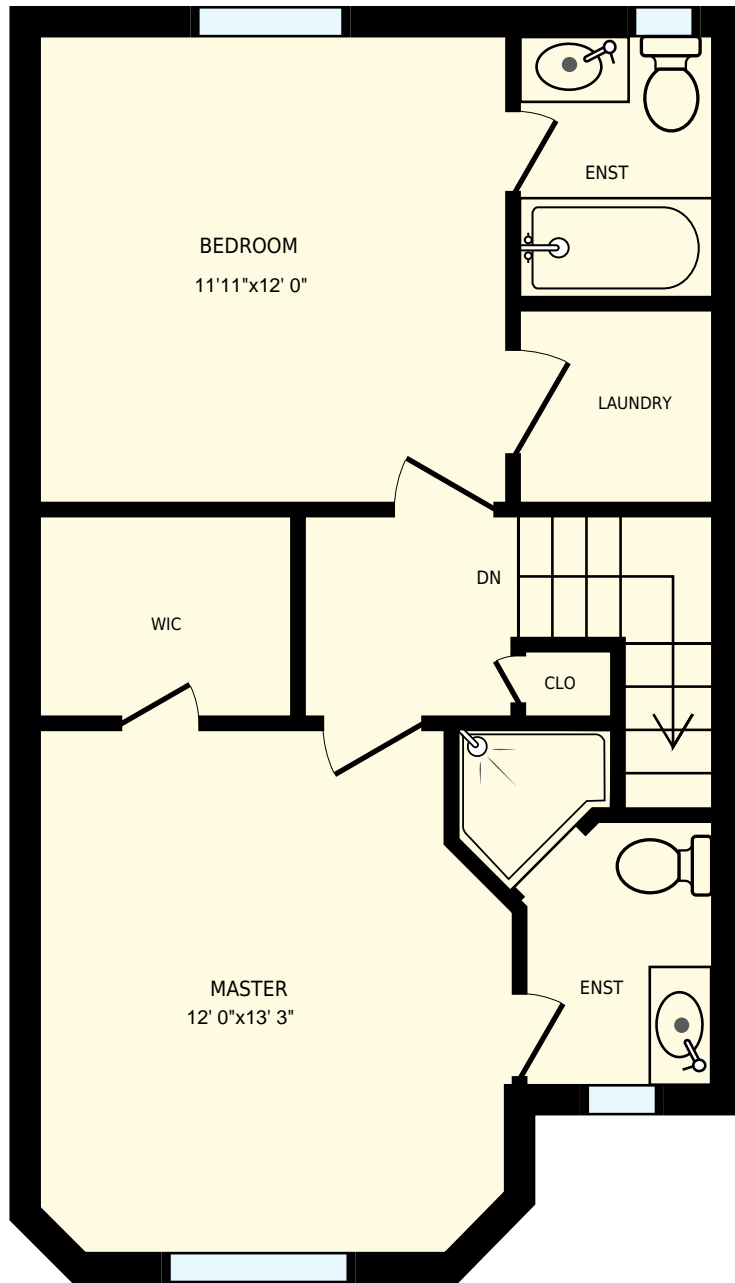 ENST
BEDROOM
11'11"x12' 0"
LAUNDRY
DN
WIC
CLO
MASTER
12' 0"x13' 3"
ENST